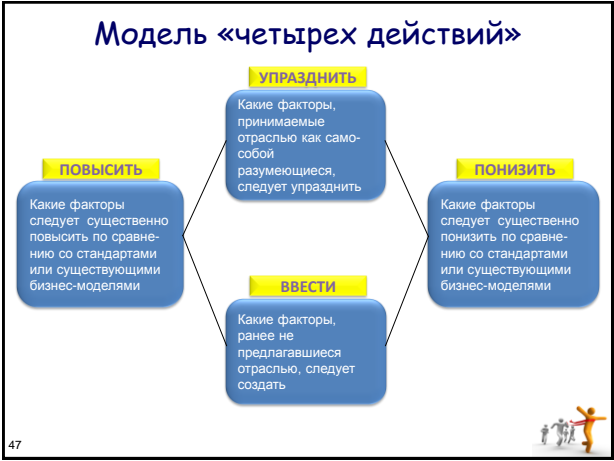 Модель «четырех действий»
УПРАЗДНИТЬ
Какие факторы,
принимаемые
отраслью как само-
собой
разумеющиеся,
следует упразднить
ПОВЫСИТЬ
Какие факторы
следует существенно
повысить по сравне-
нию со стандартами
или существующими
бизнес-моделями
ПОНИЗИТЬ
Какие факторы
следует существенно
понизить по сравне-
нию со стандартами
или существующими
бизнес-моделями
ВВЕСТИ
Какие факторы,
ранее не
предлагавшиеся
отраслью, следует
создать
47